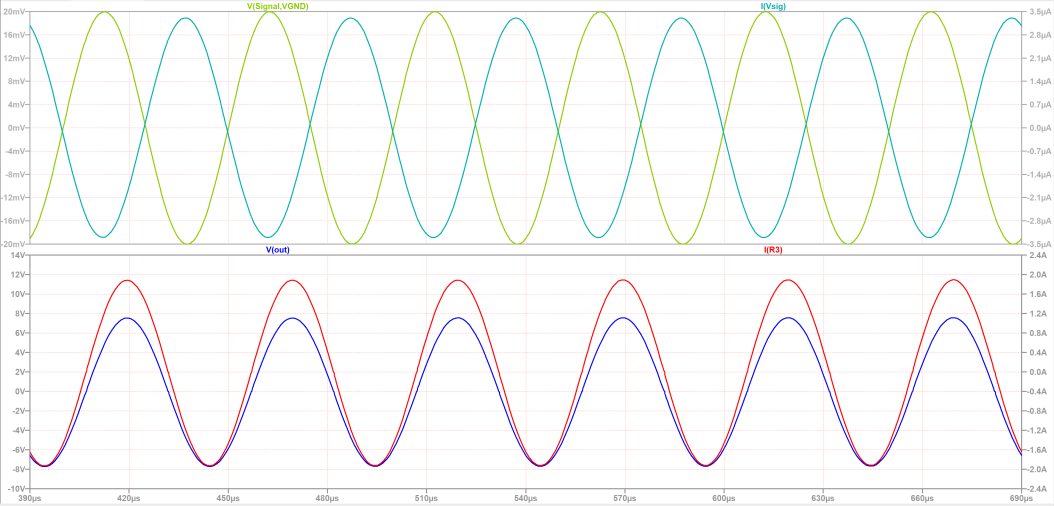 V(Signal,VGND) I(Vsig)
20mV 3.5µA
16mV 2.8µA
12mV 2.1µA
8mV 1.4µA
4mV 0.7µA
0mV 0.0µA
-4mV -0.7µA
-8mV -1.4µA
-12mV -2.1µA
-16mV -2.8µA
-20mV -3.5µA
V(out) I(R3)
14V 2.4A
12V 2.0A
10V 1.6A
8V 1.2A
6V 0.8A
4V 0.4A
2V 0.0A
0V -0.4A
-2V -0.8A
-4V -1.2A
-6V -1.6A
-8V -2.0A
-10V -2.4A
390µs 420µs 450µs 480µs 510µs 540µs 570µs 600µs 630µs 660µs 690µs